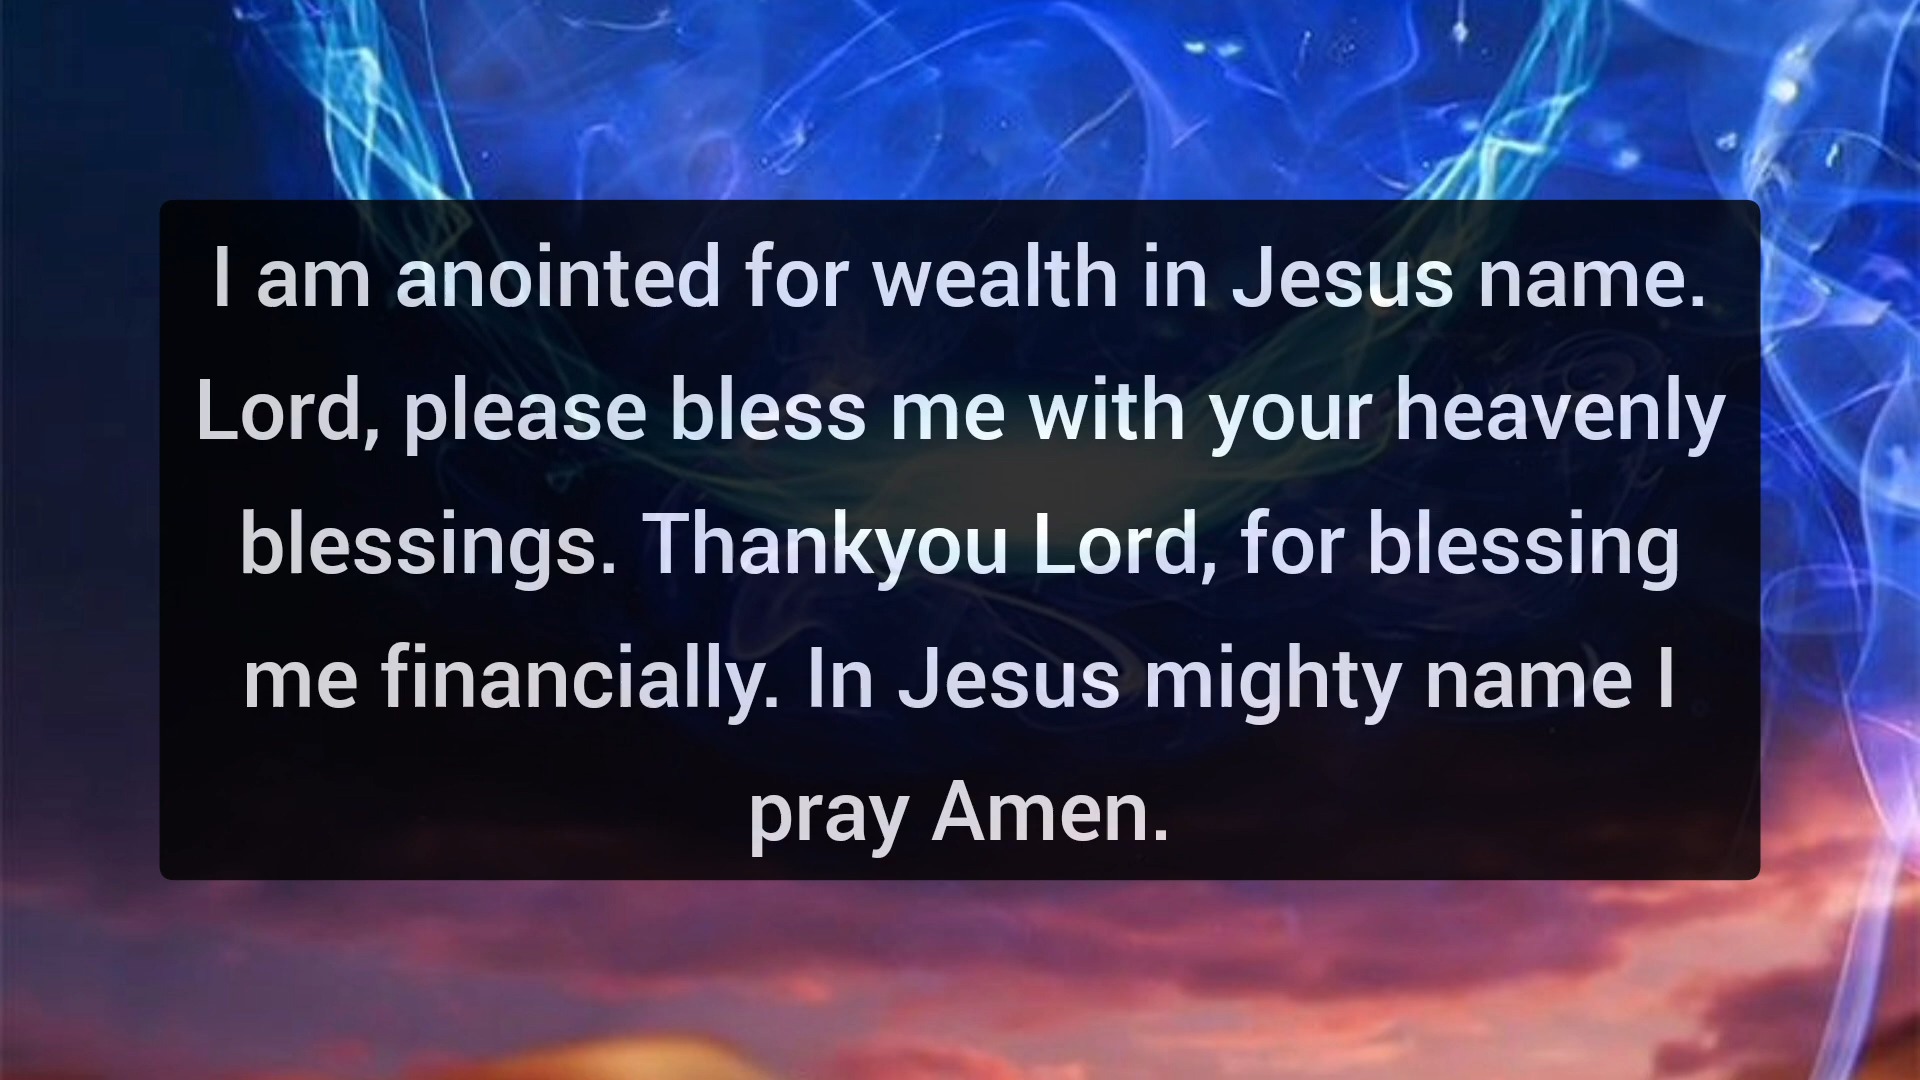 I am anointed for wealth in Jesus name.
Lord, please bless me with your heavenly
blessings. Thankyou Lord, for blessing
me financially. In Jesus mighty name I
pray Amen.